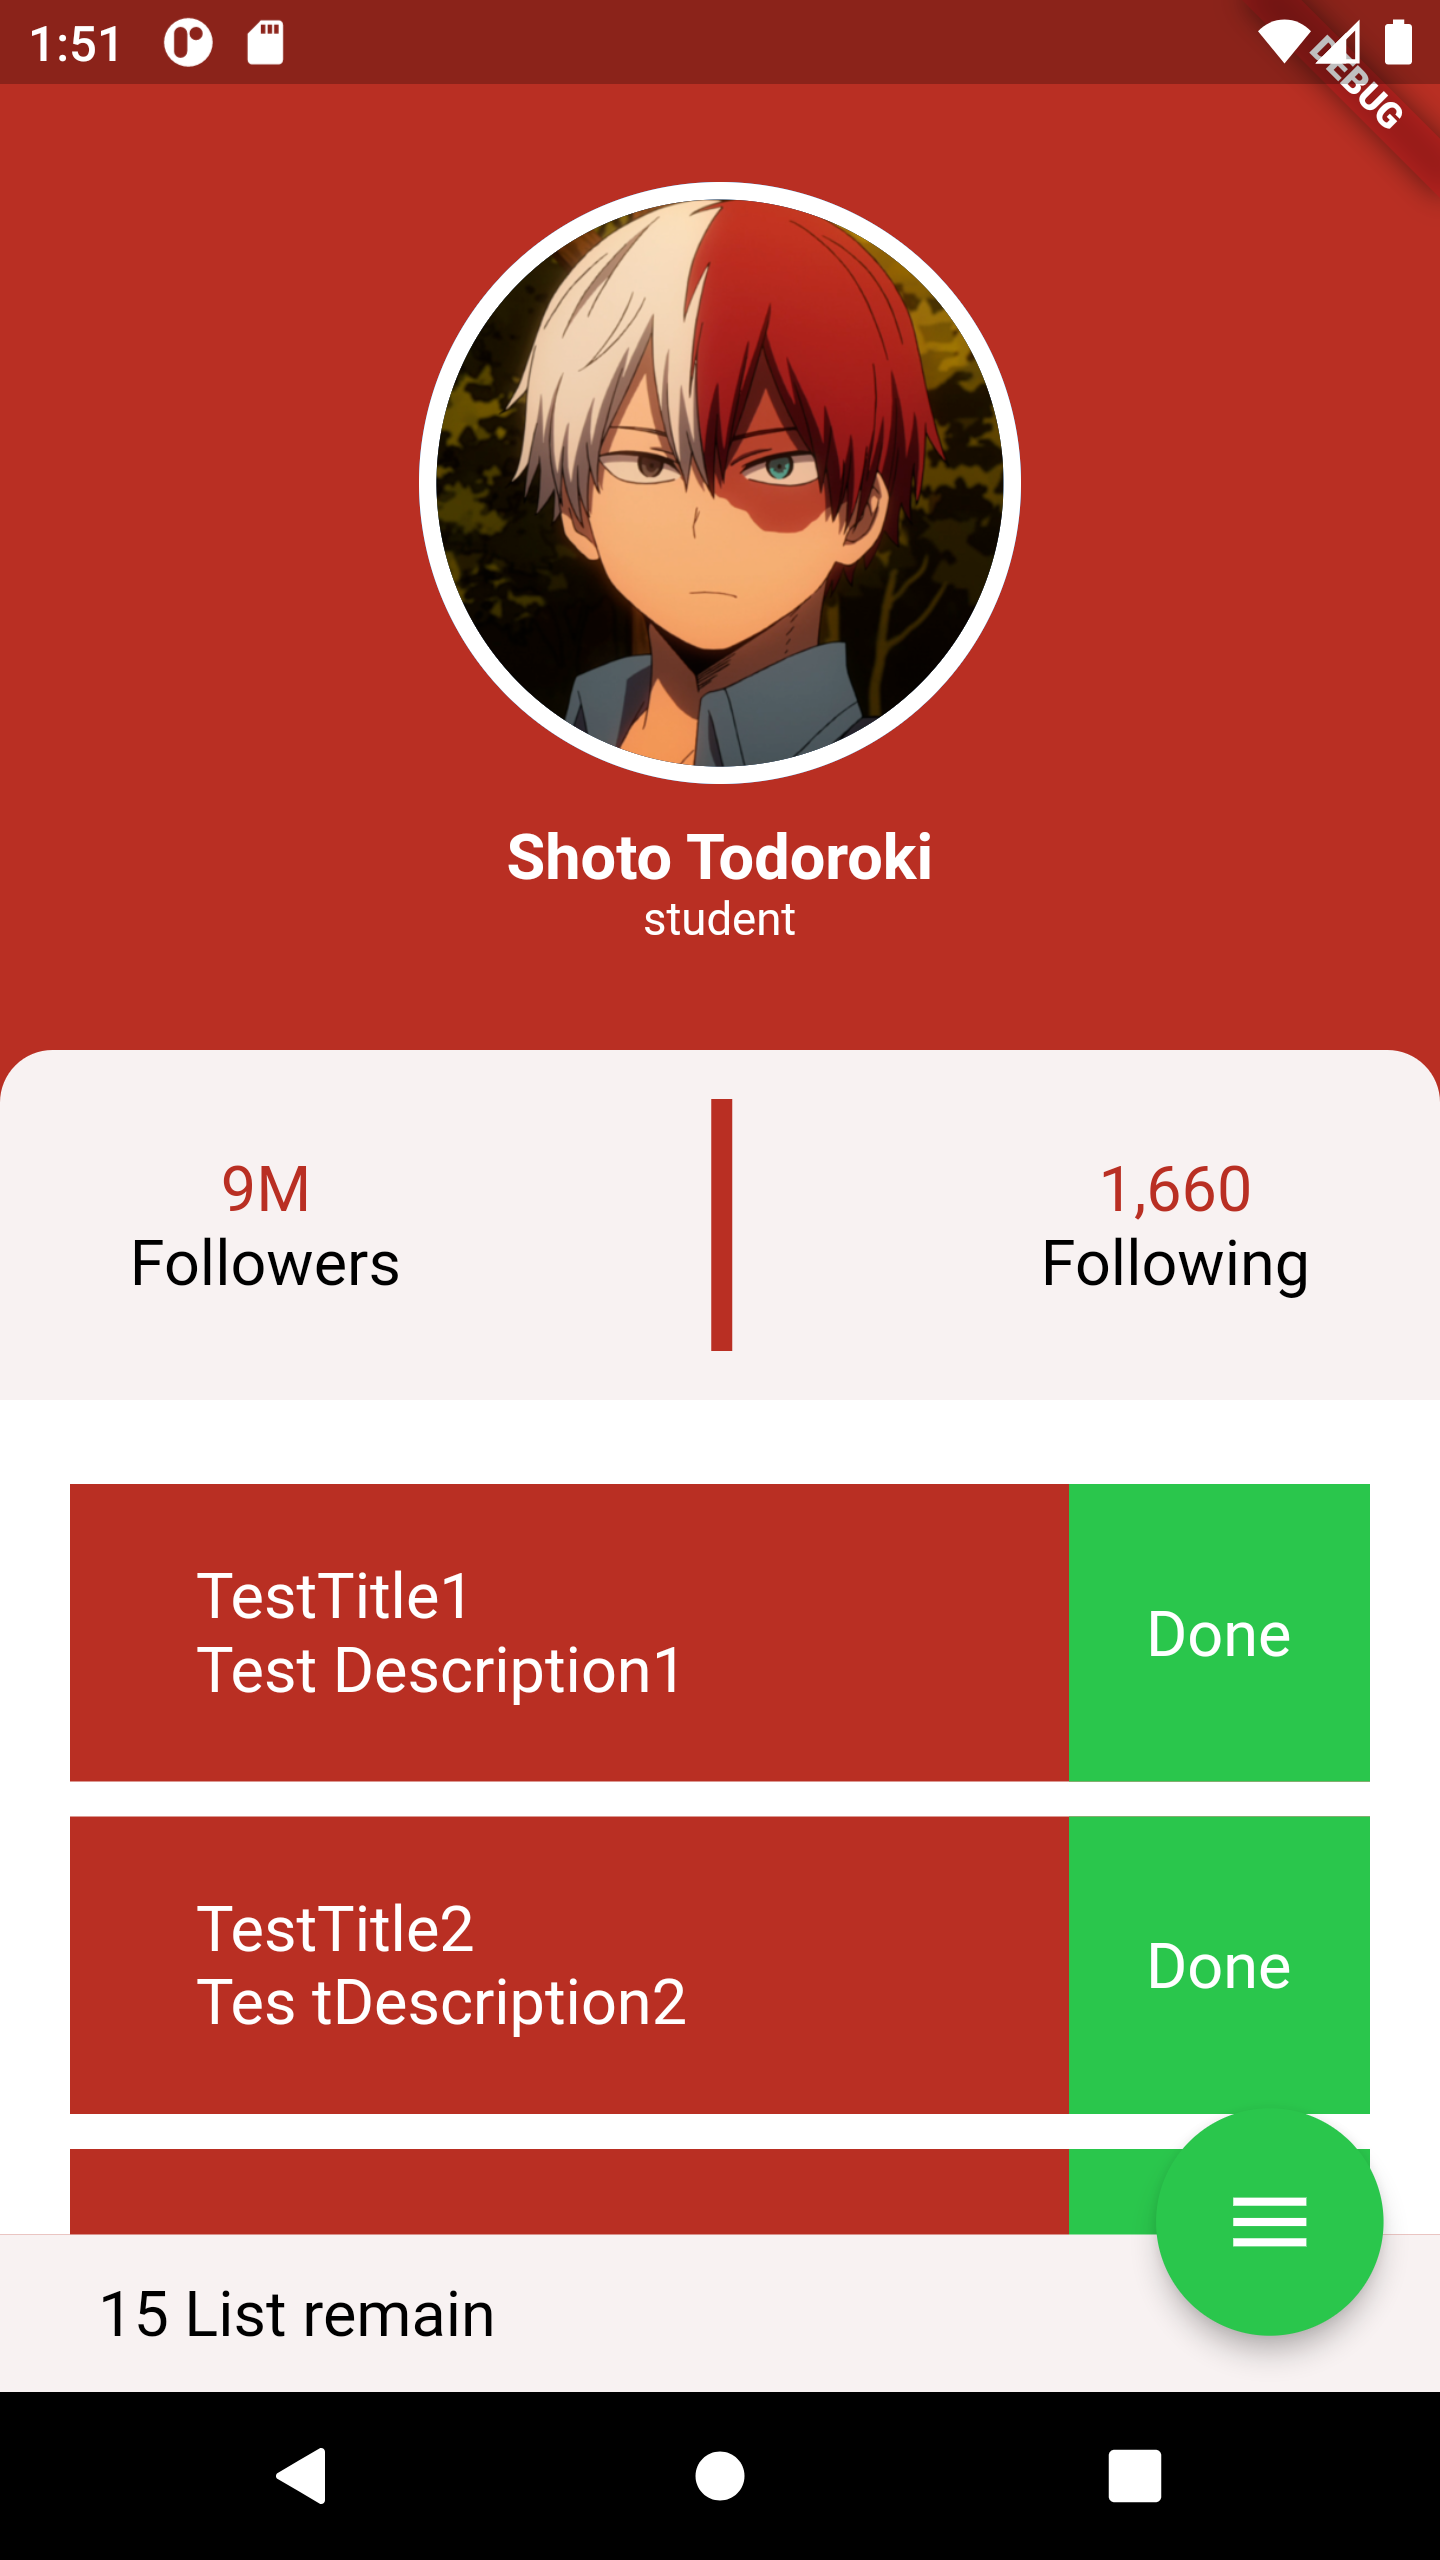 1:51
DEBUG
Shoto Todoroki
student
9M
Followers
1,660
Following
TestTitle1
Test Description1
Done
TestTitle2
Tes tDescription2
Done
15 List remain